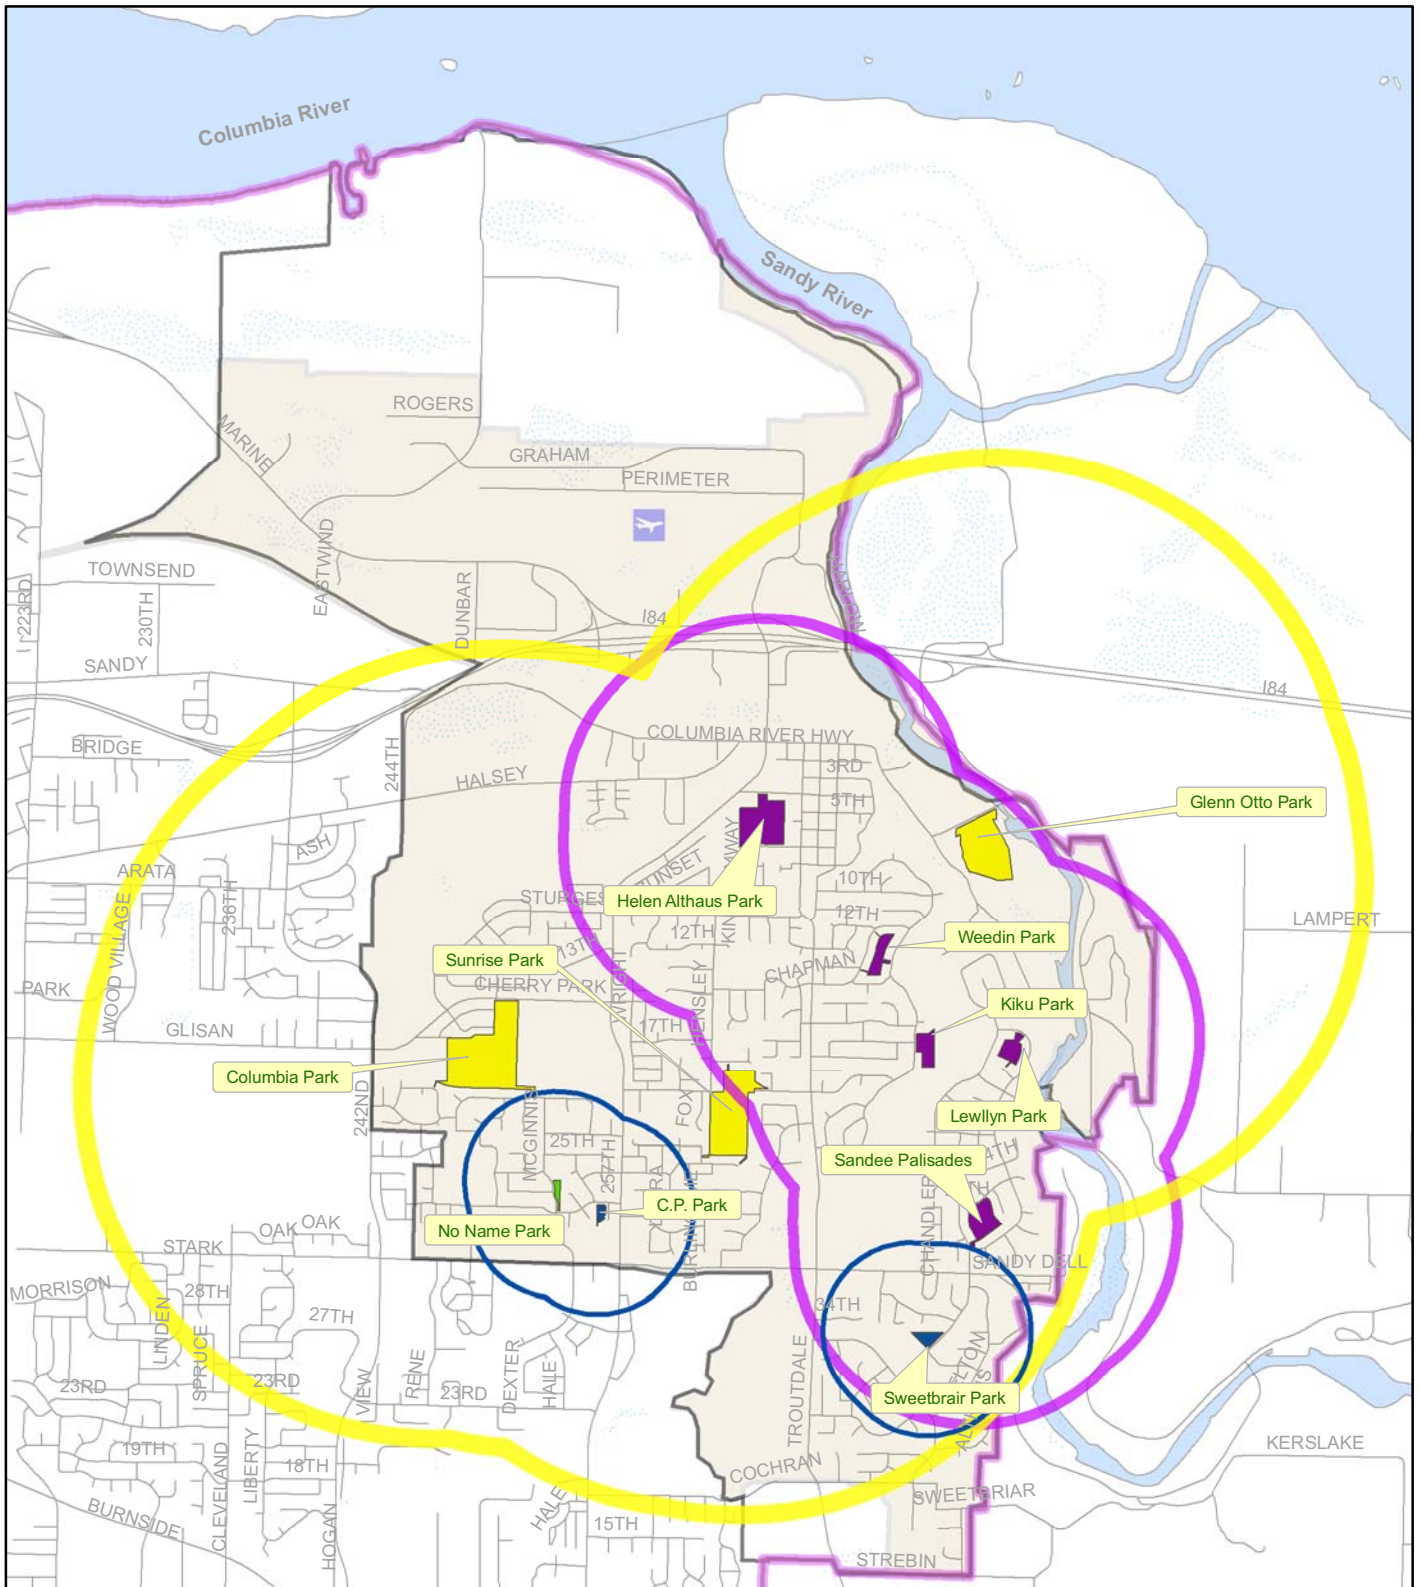 Columbia River
Sandy River
ROGERS
MARINE
GRAHAM
PERIMETER
EASTWIND
HARLOW
TOWNSEND
223RD
230TH
DUNBAR
I84
SANDY
I84
BRIDGE
244TH
COLUMBIA RIVER HWY
3RD
HALSEY
5TH
Glenn Otto Park
ASH
ARATA
SUNSET
10TH
STURGES
Helen Althaus Park
236TH
12TH
LAMPERT
12TH
Weedin Park
WOOD VILLAGE
13TH
Sunrise Park
CHAPMAN
CHERRY PARK
PARK
WRIGHT
HENSLEY
Kiku Park
GLISAN
17TH
Columbia Park
242ND
MCGINNIS
FOX
Lewllyn Park
25TH
257TH
Sandee Palisades
C.P. Park
No Name Park
OAK
OAK
STARK
CHANDLER
SANDY DELL
MORRISON
28TH
27TH
34TH
LINDEN
SPRUCE
VIEW
RENE
DEXTER
HALE
TROUTDALE
23RD
23RD
23RD
Sweetbrair Park
19TH
18TH
CLEVELAND
LIBERTY
HOGAN
COCHRAN
KERSLAKE
SWEETBRIAR
BURNSIDE
HALE
15TH
STREBIN